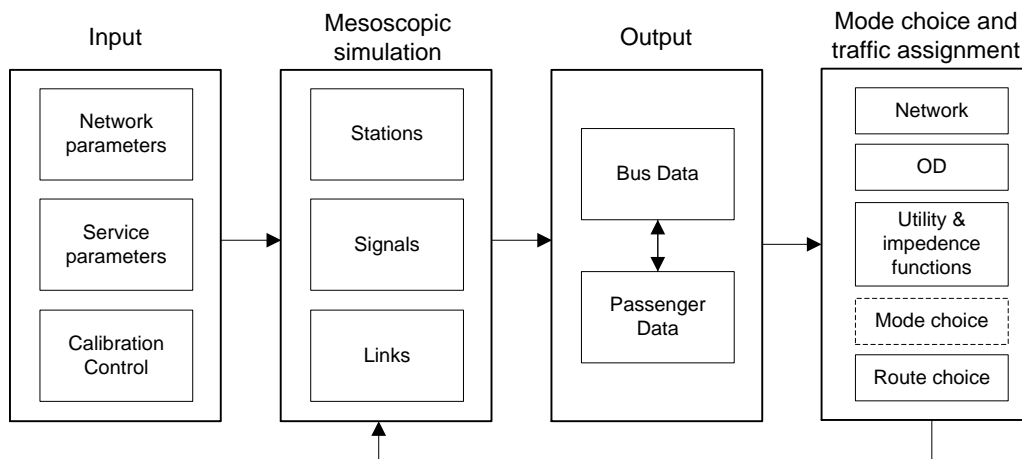 Input
Network
parameters
Service
parameters
Calibration
Control
Mesoscopic
simulation
Stations
Signals
Links
Output
Bus Data
Passenger
Data
Mode choice and
traffic assignment
Network
OD
Utility &
impedence
functions
Mode choice
Route choice